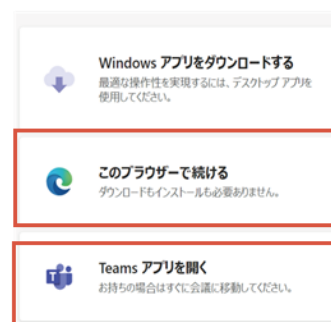 Windows アプリをダウンロードする
最適な操作性を実現するには、デスクトップ アプリを
使用してください。
このブラウザーで続ける
ダウンロードもインストールも必要ありません。
Teams アプリを開く
お持ちの場合はすぐに会議に移動してください。